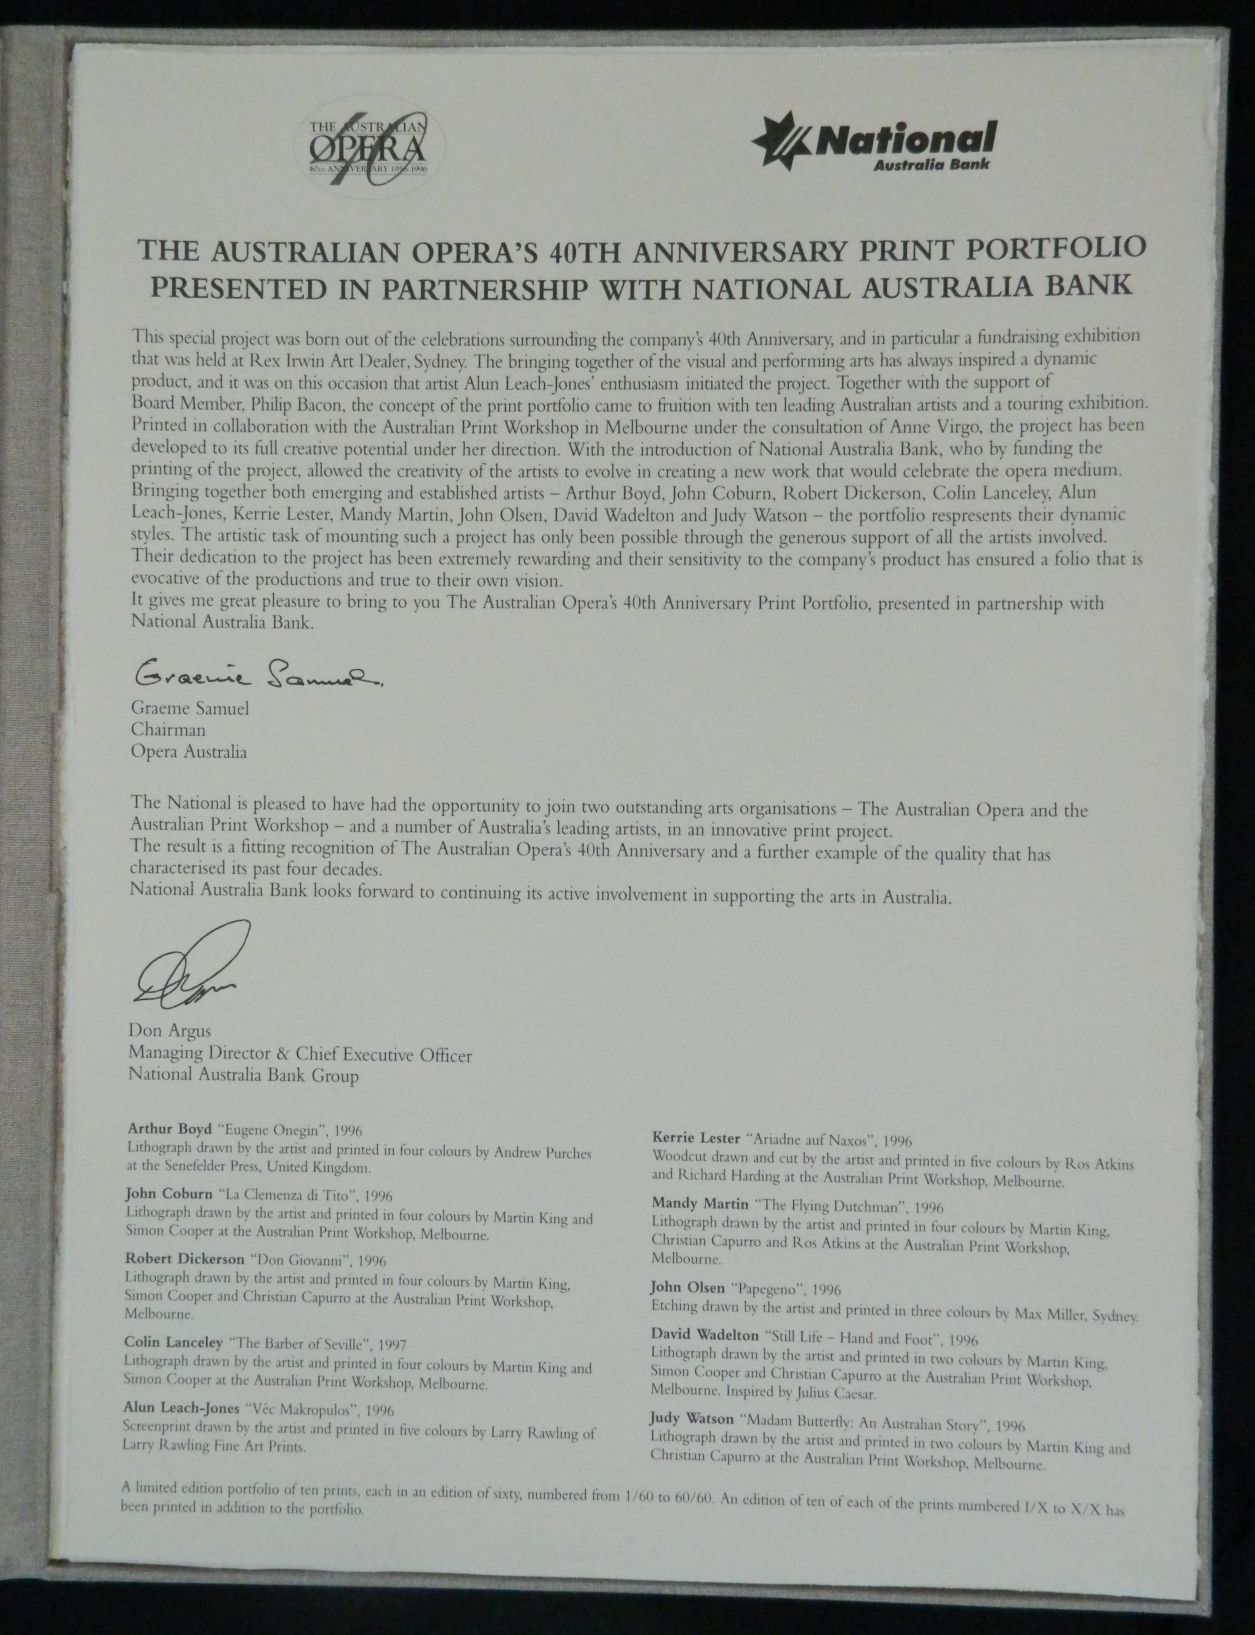 THE AUSTRALIAN
OPERA
40TH ANNIVERSARY 1956-1996
40
National
Australia Bank
THE AUSTRALIAN OPERA'S 40TH ANNIVERSARY PRINT PORTFOLIO
PRESENTED IN PARTNERSHIP WITH NATIONAL AUSTRALIA BANK
This special project was born out of the celebrations surrounding the company's 40th Anniversary, and in particular a fundraising exhibition
that was held at Rex Irwin Art Dealer, Sydney. The bringing together of the visual and performing arts has always inspired a dynamic
product, and it was on this occasion that artist Alun Leach-Jones' enthusiasm initiated the project. Together with the support of
Board Member, Philip Bacon, the concept of the print portfolio came to fruition with ten leading Australian artists and a touring exhibition.
Printed in collaboration with the Australian Print Workshop in Melbourne under the consultation of Anne Virgo, the project has been
developed to its full creative potential under her direction. With the introduction of National Australia Bank, who by funding the
printing of the project, allowed the creativity of the artists to evolve in creating a new work that would celebrate the opera medium.
Bringing together both emerging and established artists – Arthur Boyd, John Coburn, Robert Dickerson, Colin Lanceley, Alun
Leach-Jones, Kerrie Lester, Mandy Martin, John Olsen, David Wadelton and Judy Watson – the portfolio respresents their dynamic
styles. The artistic task of mounting such a project has only been possible through the generous support of all the artists involved.
Their dedication to the project has been extremely rewarding and their sensitivity to the company's product has ensured a folio that is
evocative of the productions and true to their own vision.
It gives me great pleasure to bring to you The Australian Opera's 40th Anniversary Print Portfolio, presented in partnership with
National Australia Bank.
Graeme Samuel.
Graeme Samuel
Chairman
Opera Australia
The National is pleased to have had the opportunity to join two outstanding arts organisations – The Australian Opera and the
Australian Print Workshop – and a number of Australia's leading artists, in an innovative print project.
The result is a fitting recognition of The Australian Opera's 40th Anniversary and a further example of the quality that has
characterised its past four decades.
National Australia Bank looks forward to continuing its active involvement in supporting the arts in Australia.
Don Argus
Managing Director & Chief Executive Officer
National Australia Bank Group
Arthur Boyd "Eugene Onegin", 1996
Lithograph drawn by the artist and printed in four colours by Andrew Purches
at the Senefelder Press, United Kingdom.
John Coburn "La Clemenza di Tito", 1996
Lithograph drawn by the artist and printed in four colours by Martin King and
Simon Cooper at the Australian Print Workshop, Melbourne.
Robert Dickerson "Don Giovanni", 1996
Lithograph drawn by the artist and printed in four colours by Martin King,
Simon Cooper and Christian Capurro at the Australian Print Workshop,
Melbourne.
Colin Lanceley "The Barber of Seville", 1997
Lithograph drawn by the artist and printed in four colours by Martin King and
Simon Cooper at the Australian Print Workshop, Melbourne.
Alun Leach-Jones "Véc Makropulos", 1996
Screenprint drawn by the artist and printed in five colours by Larry Rawling of
Larry Rawling Fine Art Prints.
Kerrie Lester "Ariadne auf Naxos", 1996
Woodcut drawn and cut by the artist and printed in five colours by Ros Atkins
and Richard Harding at the Australian Print Workshop, Melbourne.
Mandy Martin "The Flying Dutchman", 1996
Lithograph drawn by the artist and printed in four colours by Martin King,
Christian Capurro and Ros Atkins at the Australian Print Workshop,
Melbourne.
John Olsen "Papegeno", 1996
Etching drawn by the artist and printed in three colours by Max Miller, Sydney.
David Wadelton "Still Life – Hand and Foot", 1996
Lithograph drawn by the artist and printed in two colours by Martin King,
Simon Cooper and Christian Capurro at the Australian Print Workshop,
Melbourne. Inspired by Julius Caesar.
Judy Watson "Madam Butterfly: An Australian Story", 1996
Lithograph drawn by the artist and printed in two colours by Martin King and
Christian Capurro at the Australian Print Workshop, Melbourne.
A limited edition portfolio of ten prints, each in an edition of sixty, numbered from 1/60 to 60/60. An edition of ten of each of the prints numbered I/X to X/X has
been printed in addition to the portfolio.